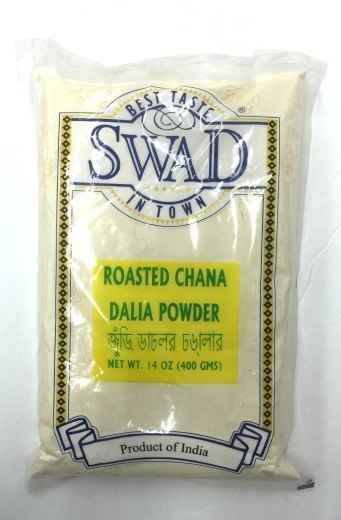 BEST TASTE
SWAD®
IN TOWN
ROASTED CHANA
DALIA POWDER
NET WT. 14 OZ (400 GMS)
Product of India